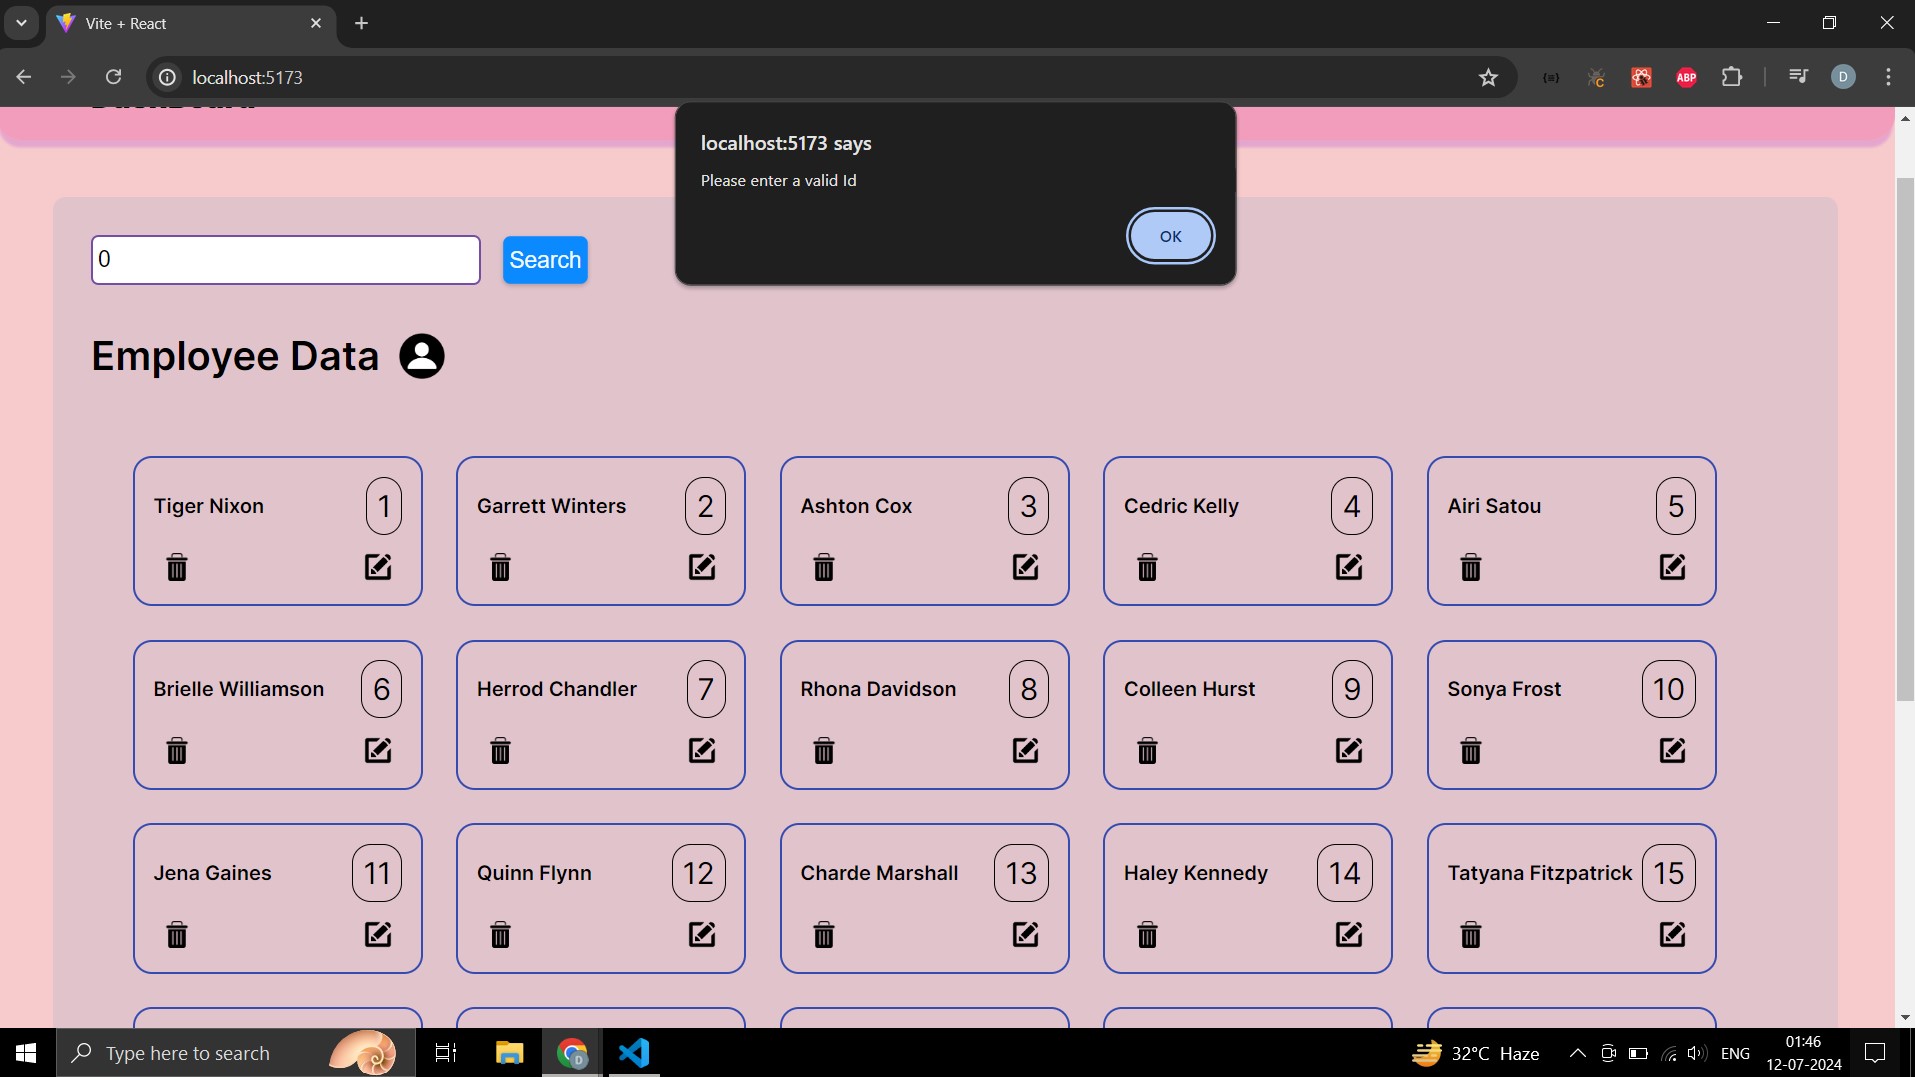 Vite + React
localhost:5173
ABP
D
Dashboard
localhost:5173 says
Please enter a valid Id
OK
0
Search
Employee Data
Tiger Nixon 1
Garrett Winters 2
Ashton Cox 3
Cedric Kelly 4
Airi Satou 5
Brielle Williamson 6
Herrod Chandler 7
Rhona Davidson 8
Colleen Hurst 9
Sonya Frost 10
Jena Gaines 11
Quinn Flynn 12
Charde Marshall 13
Haley Kennedy 14
Tatyana Fitzpatrick 15
Type here to search
D
32°C Haze
ENG
01:46
12-07-2024